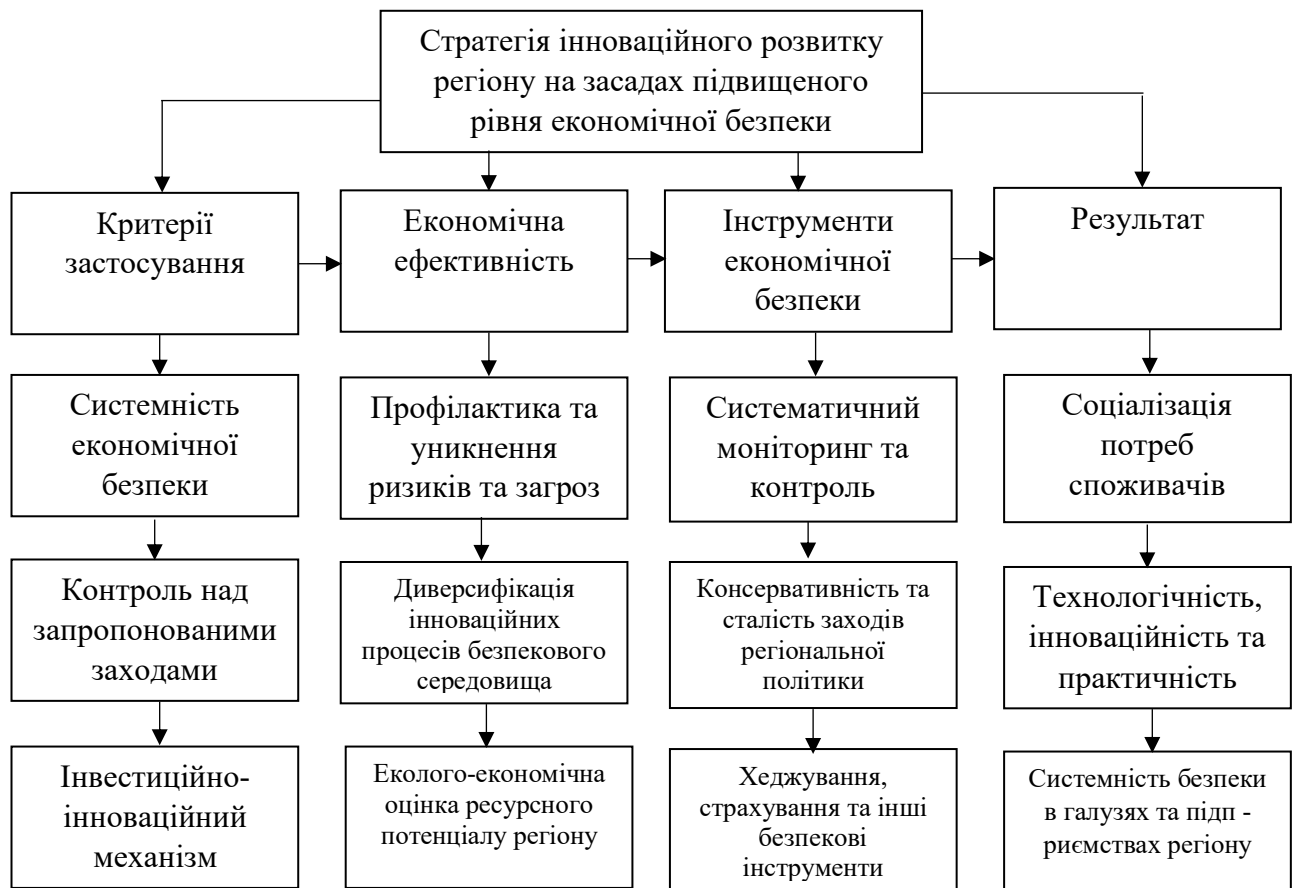 Стратегія інноваційного розвитку
регіону на засадах підвищеного
рівня економічної безпеки
Критерії
застосування
Економічна
ефективність
Інструменти
економічної
безпеки
Результат
Системність
економічної
безпеки
Профілактика та
уникнення
ризиків та загроз
Систематичний
моніторинг та
контроль
Соціалізація
потреб
споживачів
Контроль над
запропонованими
заходами
Диверсифікація
інноваційних
процесів безпекового
середовища
Консервативність та
сталість заходів
регіональної
політики
Технологічність,
інноваційність та
практичність
Інвестиційно-
інноваційний
механізм
Еколого-економічна
оцінка ресурсного
потенціалу регіону
Хеджування,
страхування та інші
безпекові
інструменти
Системність безпеки
в галузях та підп -
риємствах регіону